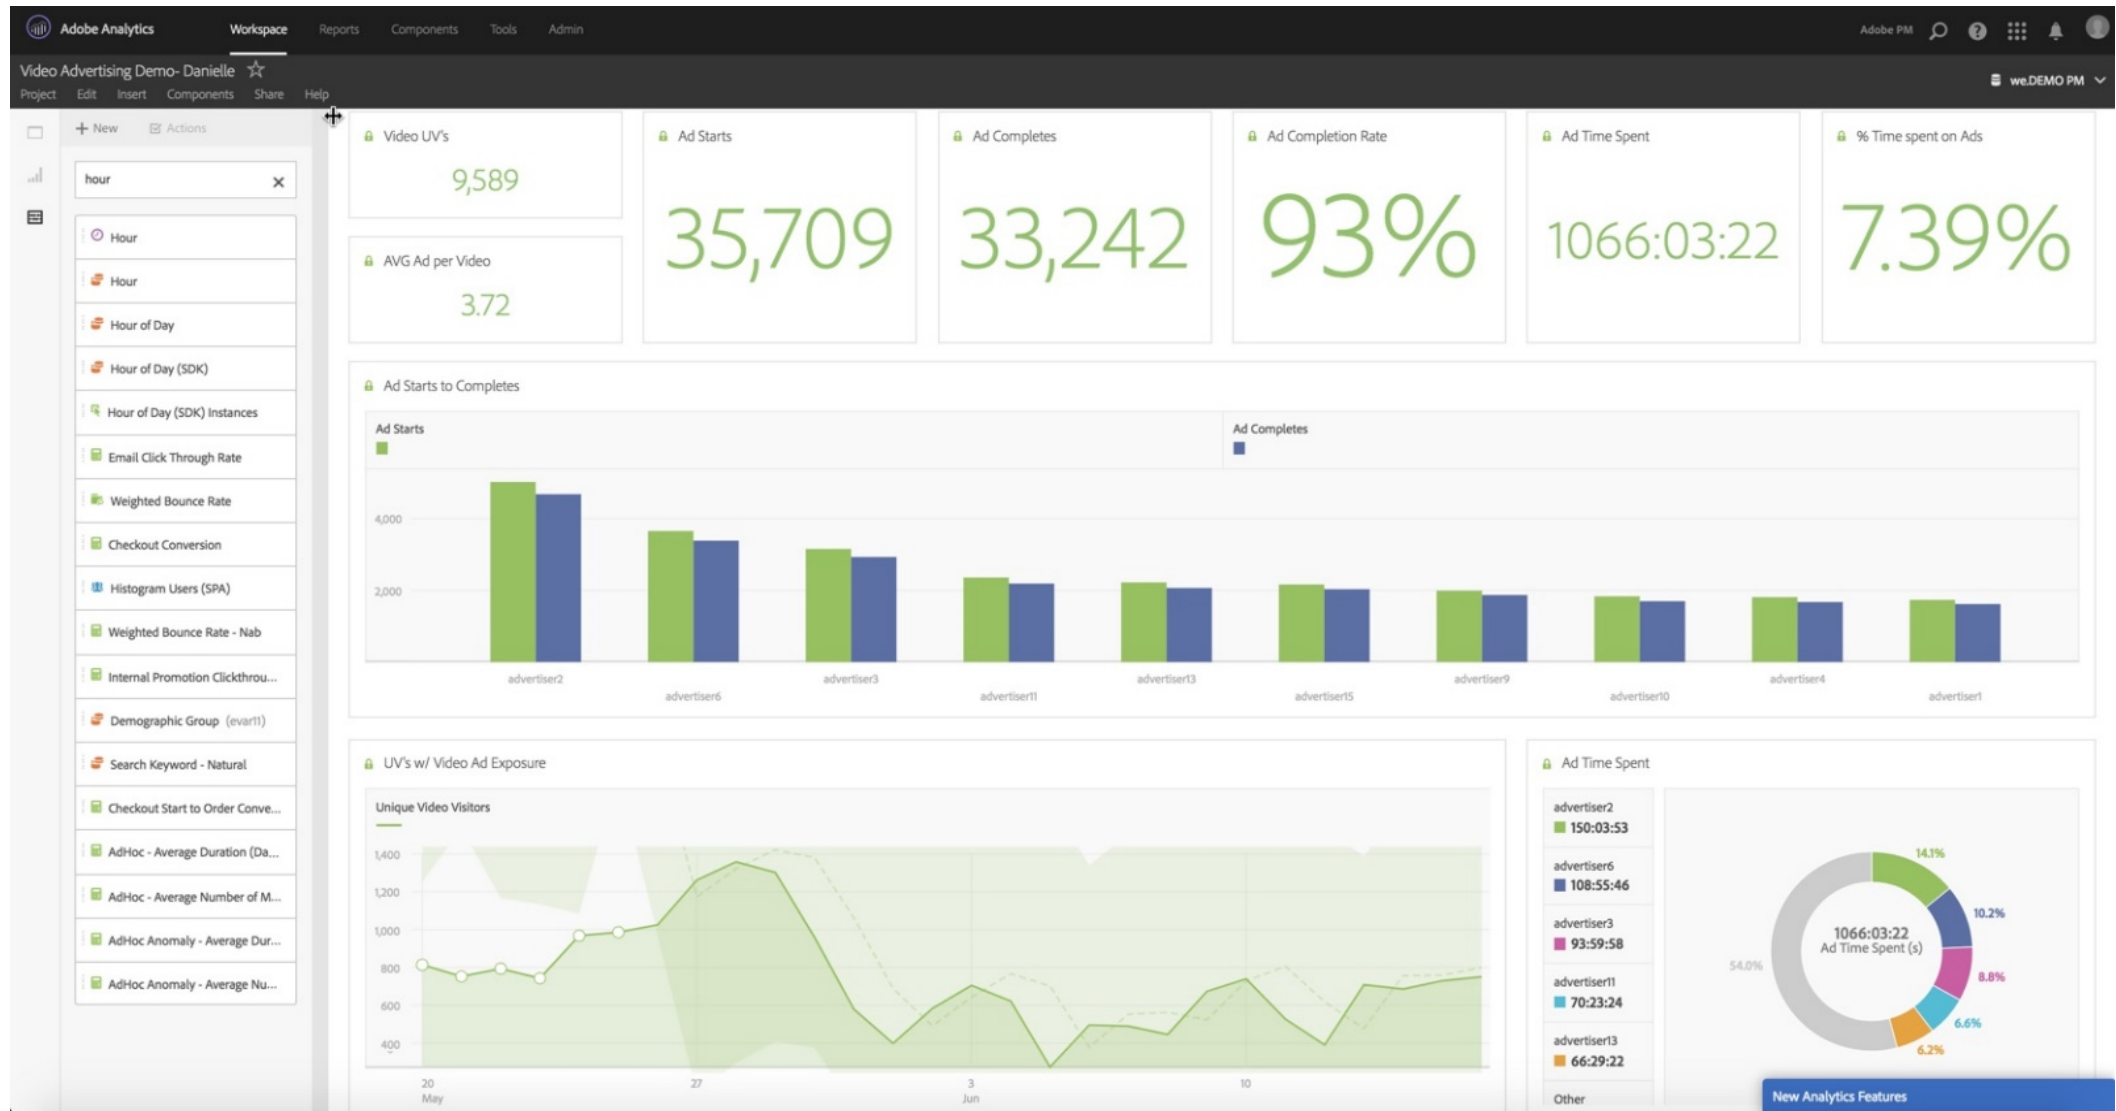 Adobe Analytics Workspace Reports Components Tools Admin Adobe PM
Video Advertising Demo- Danielle
we.DEMO PM
Project Edit Insert Components Share Help
New Actions
hour
Hour
Hour
Hour of Day
Hour of Day (SDK)
Hour of Day (SDK) Instances
Email Click Through Rate
Weighted Bounce Rate
Checkout Conversion
Histogram Users (SPA)
Weighted Bounce Rate - Nab
Internal Promotion Clickthrou...
Demographic Group (evar11)
Search Keyword - Natural
Checkout Start to Order Conve...
AdHoc - Average Duration (Da...
AdHoc - Average Number of M...
AdHoc Anomaly - Average Dur...
AdHoc Anomaly - Average Nu...
Video UV's
9,589
AVG Ad per Video
3.72
Ad Starts
35,709
Ad Completes
33,242
Ad Completion Rate
93%
Ad Time Spent
1066:03:22
% Time spent on Ads
7.39%
Ad Starts to Completes
Ad Starts
Ad Completes
4,000
2,000
advertiser2
advertiser6
advertiser3
advertiser11
advertiser13
advertiser15
advertiser9
advertiser10
advertiser4
advertiser1
UV's w/ Video Ad Exposure
Unique Video Visitors
1,400
1,200
1,000
800
600
400
20
May
27
3
Jun
10
Ad Time Spent
advertiser2
150:03:53
advertiser6
108:55:46
advertiser3
93:59:58
advertiser11
70:23:24
advertiser13
66:29:22
Other
14.1%
10.2%
8.8%
6.6%
6.2%
54.0%
1066:03:22
Ad Time Spent (s)
New Analytics Features